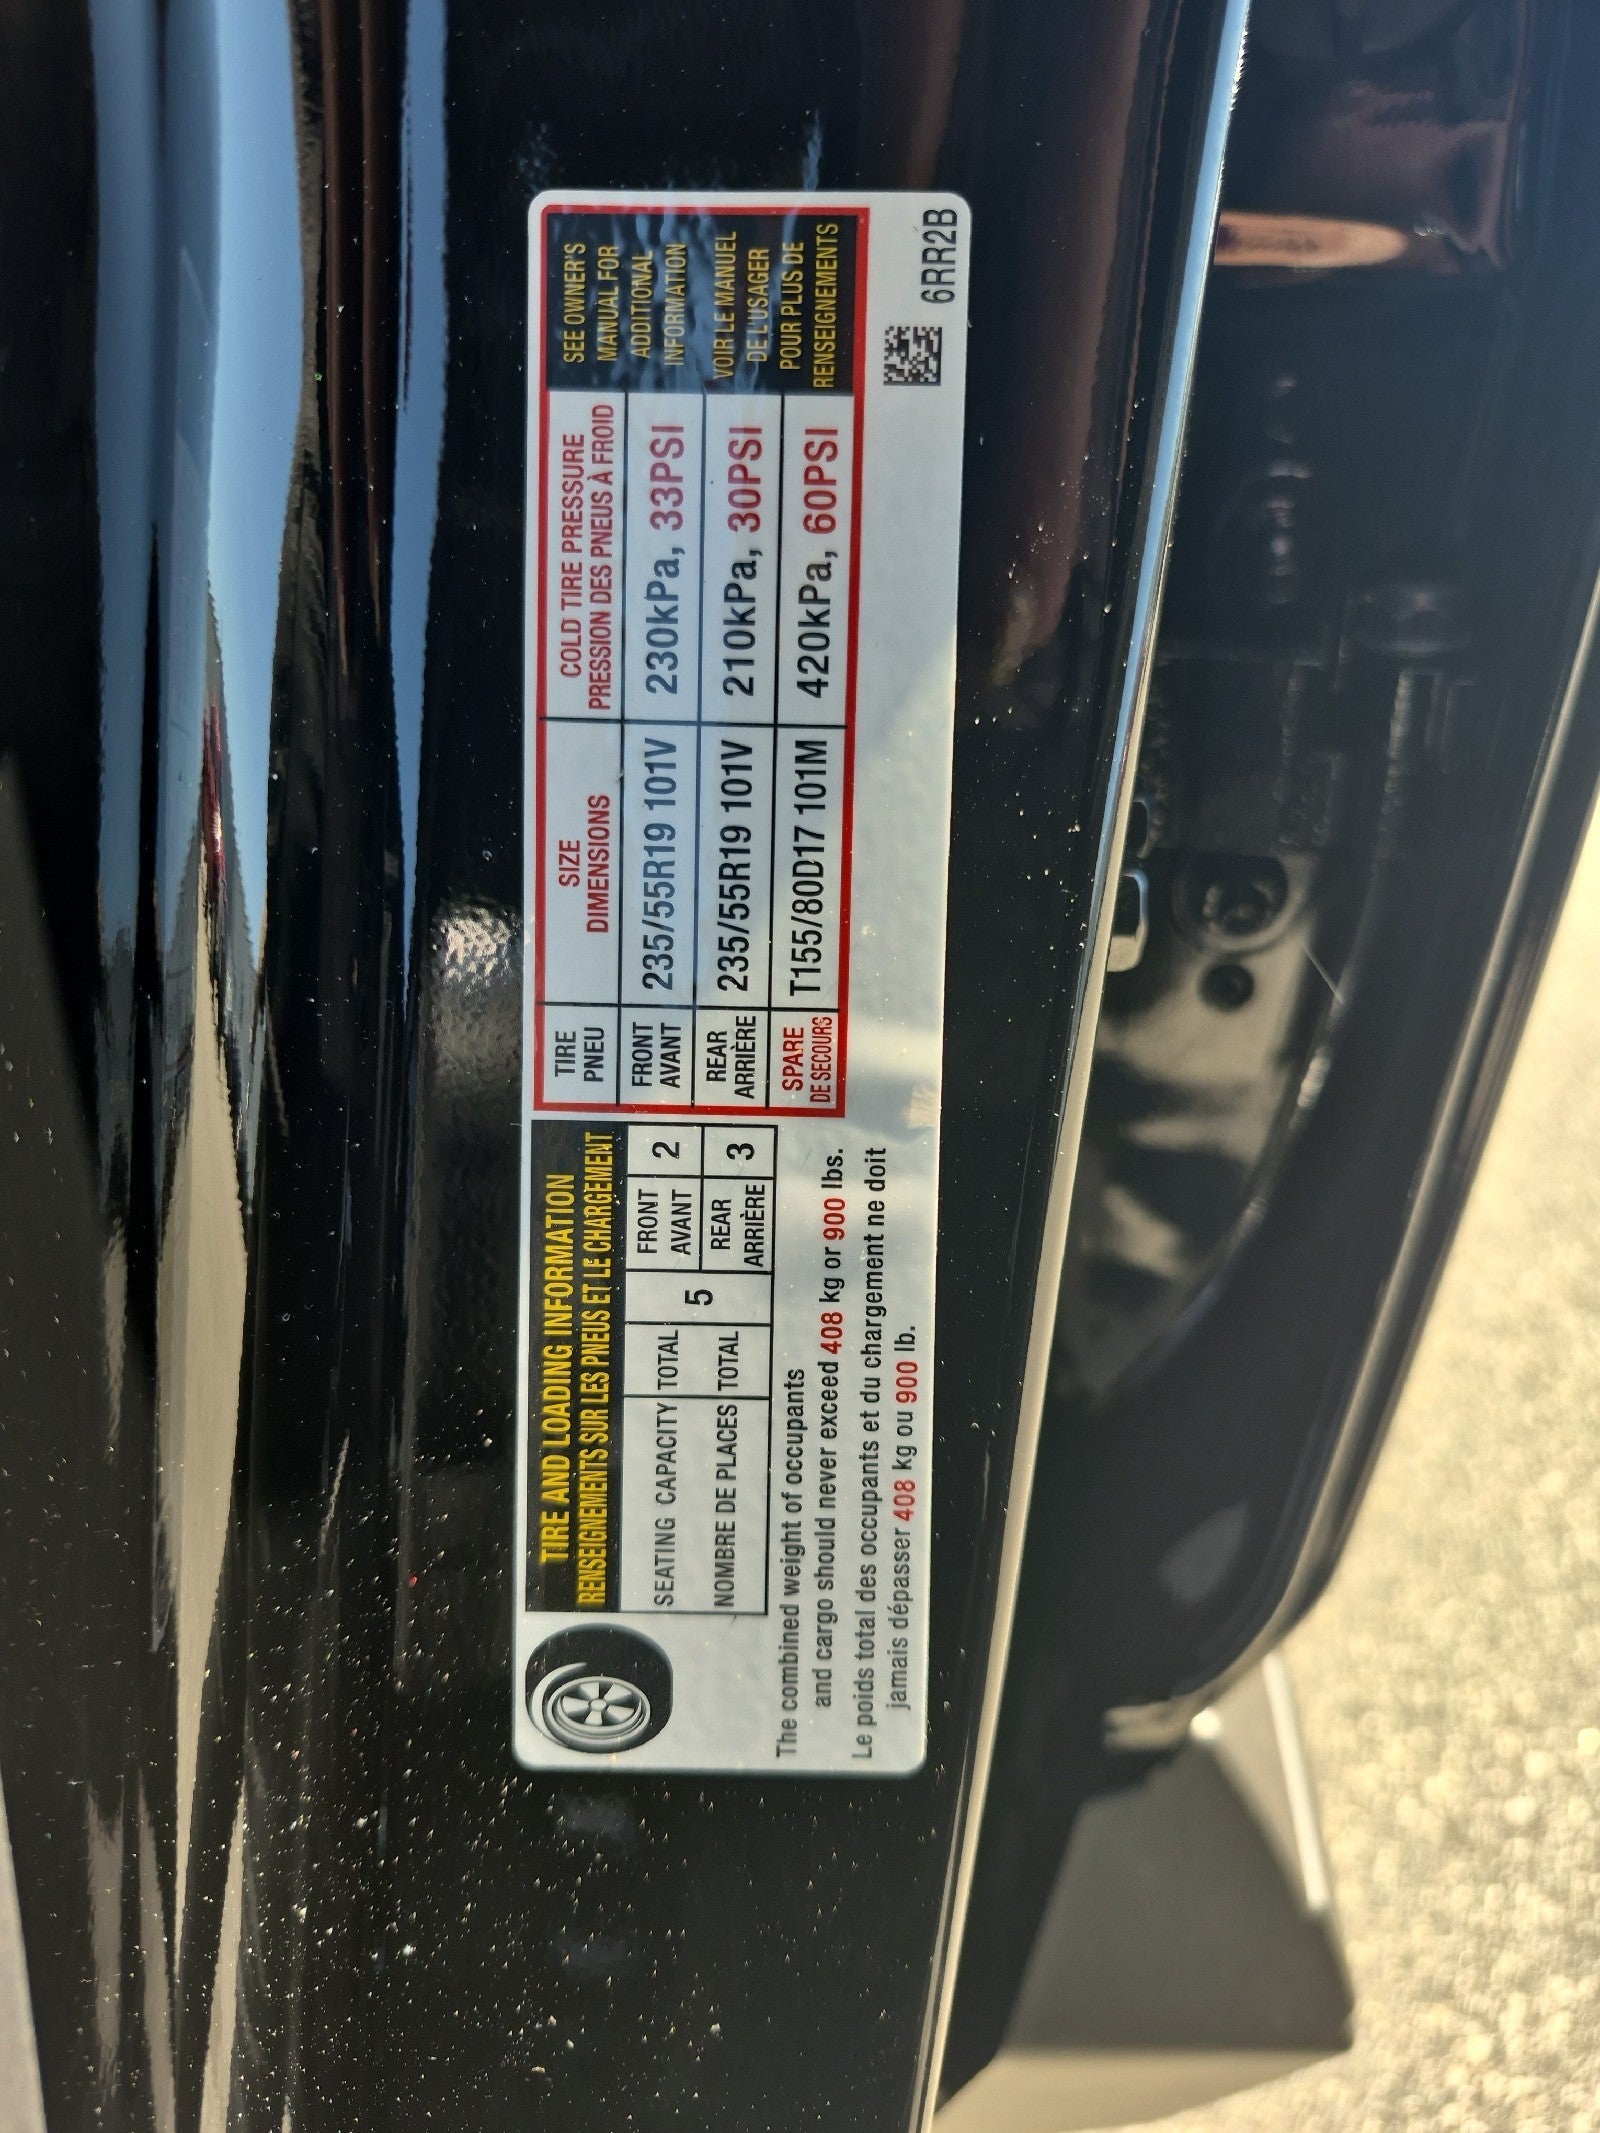 TIRE AND LOADING INFORMATION
RENSEIGNEMENTS SUR LES PNEUS ET LE CHARGEMENT
SEATING CAPACITY TOTAL 5 FRONT AVANT 2
NOMBRE DE PLACES TOTAL REAR ARRIÈRE 3
The combined weight of occupants
and cargo should never exceed 408 kg or 900 lbs.
Le poids total des occupants et du chargement ne doit
jamais dépasser 408 kg ou 900 lb.
TIRE SIZE COLD TIRE PRESSURE
PNEU DIMENSIONS PRESSION DES PNEUS À FROID
FRONT
AVANT 235/55R19 101V 230kPa, 33PSI
REAR
ARRIÈRE 235/55R19 101V 210kPa, 30PSI
SPARE
DE SECOURS T155/80D17 101M 420kPa, 60PSI
SEE OWNER'S
MANUAL FOR
ADDITIONAL
INFORMATION
VOIR LE MANUEL
DE L'USAGER
POUR PLUS DE
RENSEIGNEMENTS
6RR2B